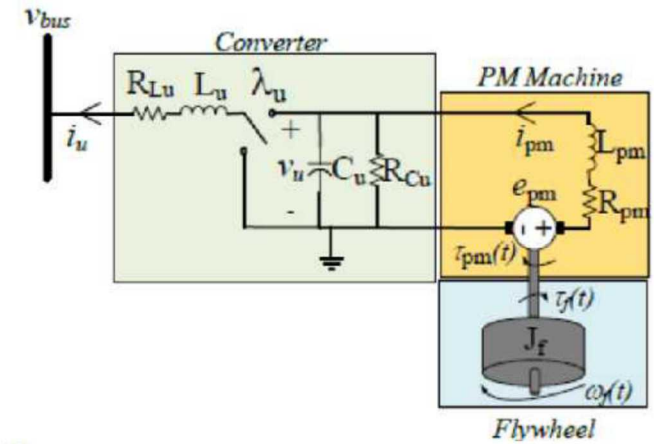 v_bus
Converter
R_Lu L_u λ_u
PM Machine
i_u
+
v_u C_u R_Cu
-
i_pm
L_pm
e_pm
R_pm
- +
τ_pm(t)
τ_f(t)
J_f
ω_f(t)
Flywheel